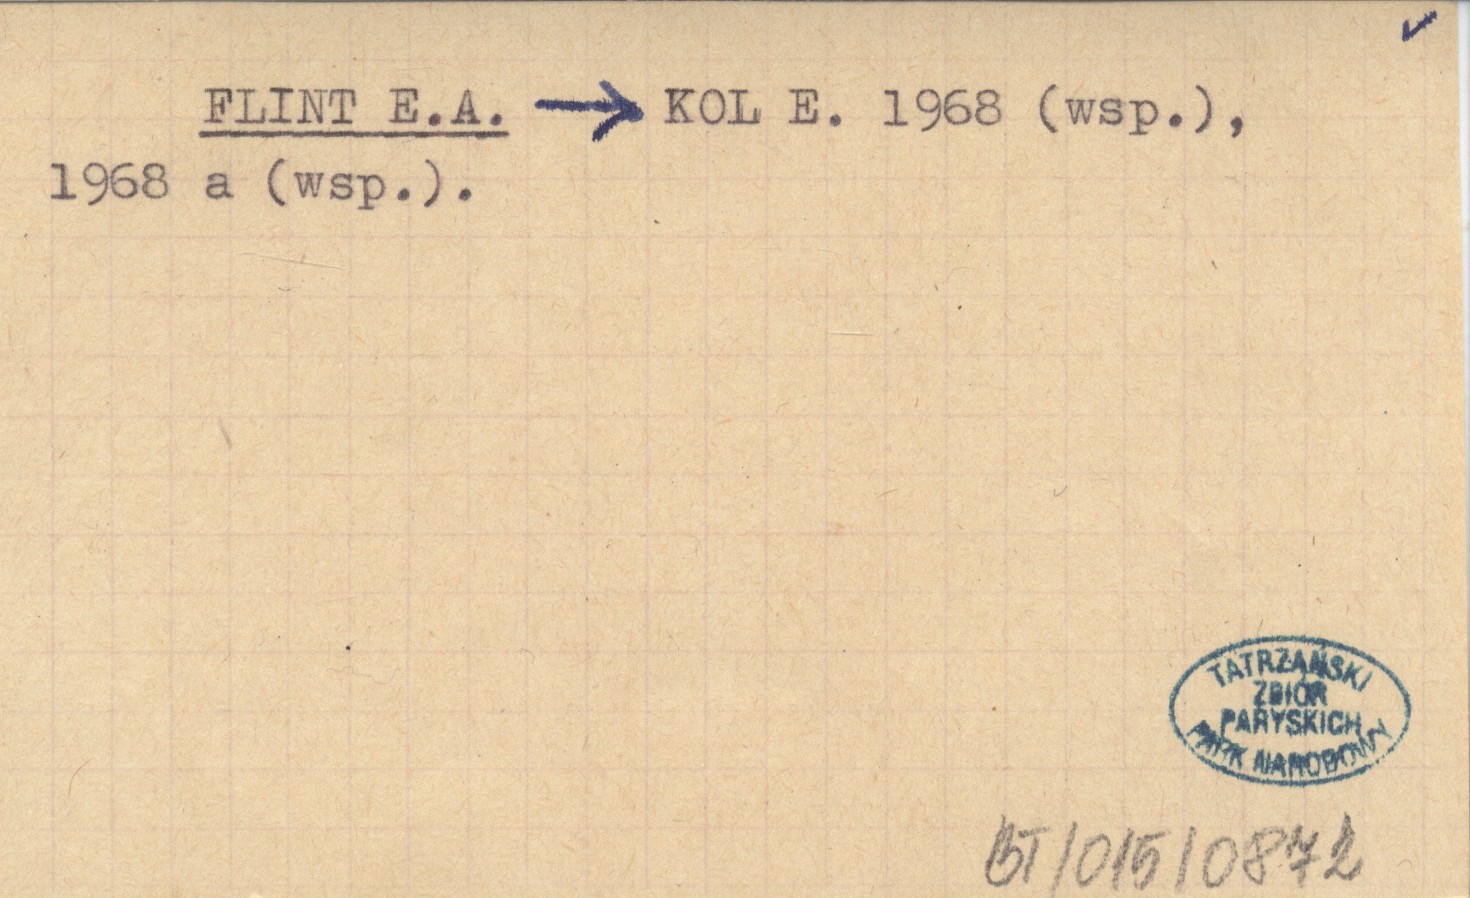 FLINT E.A. → KOL E. 1968 (wsp.),
1968 a (wsp.).
TATRZAŃSKI
ZBIÓR
PARYSKICH
PARK NARODOWY
BT/015/0872